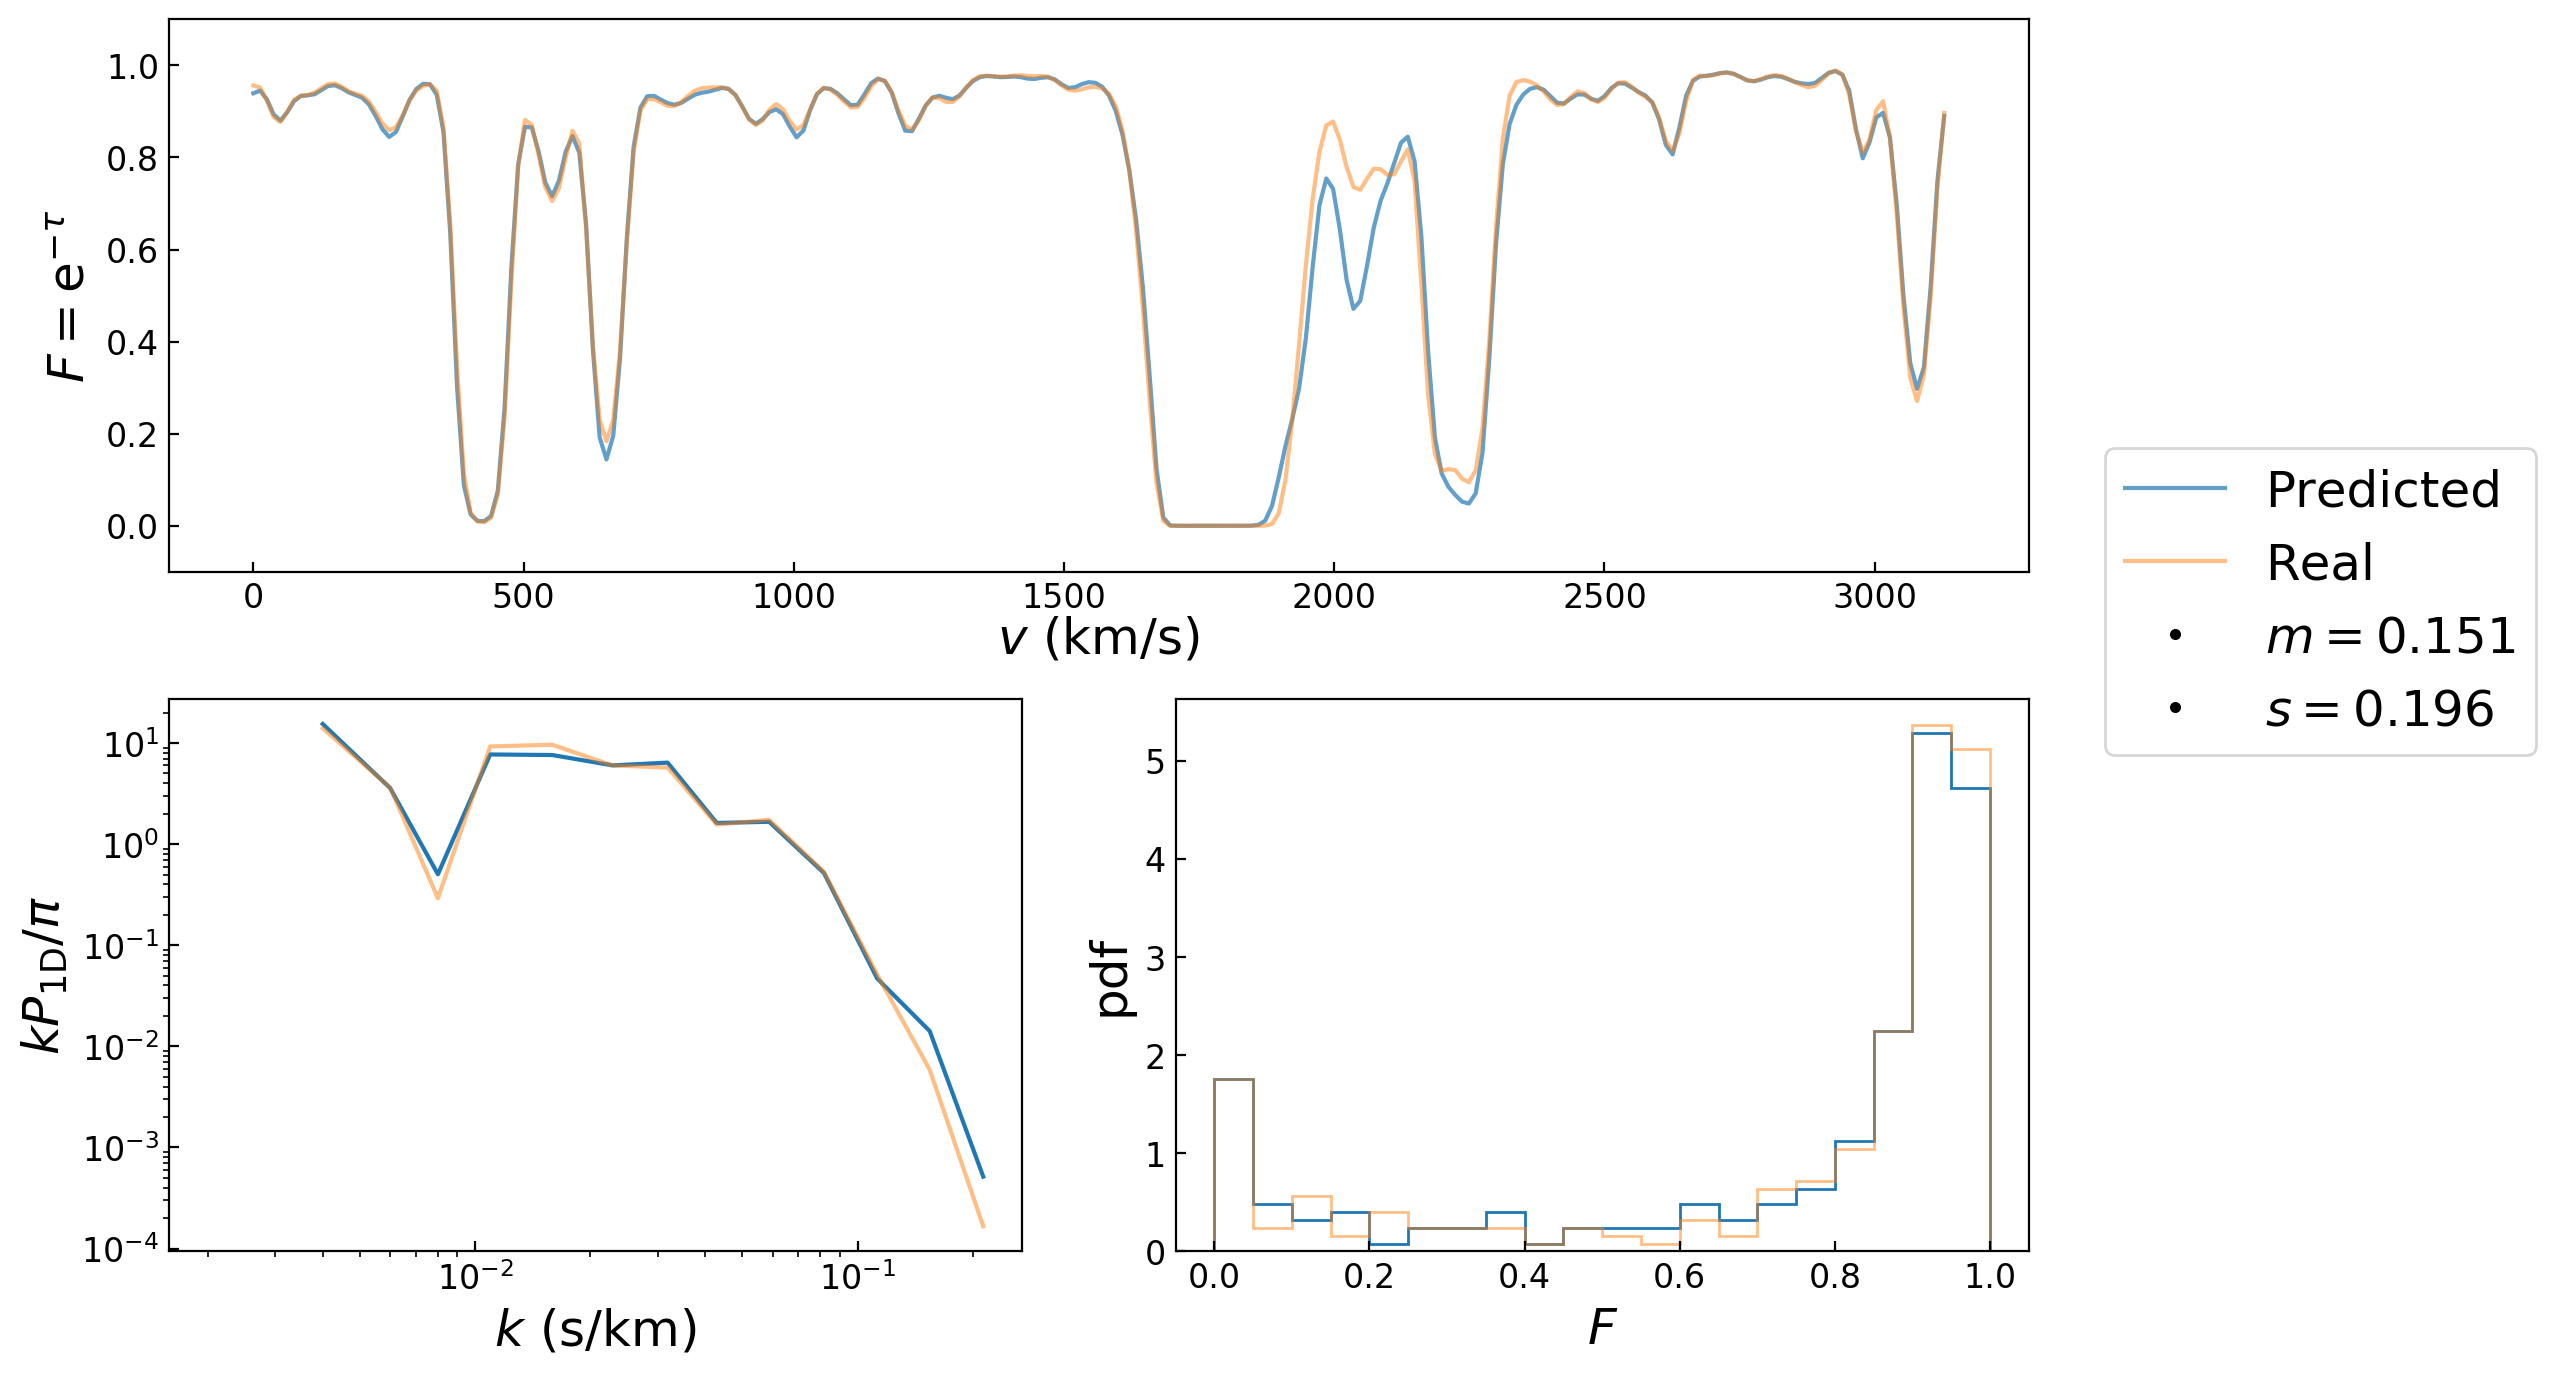 1.0
0.8
0.6
0.4
0.2
0.0
F = e^{−τ}
0 500 1000 1500 2000 2500 3000
v (km/s)
Predicted
Real
m = 0.151
s = 0.196
10^1
10^0
10^{−1}
10^{−2}
10^{−3}
10^{−4}
kP_{1D}/π
10^{−2} 10^{−1}
k (s/km)
5
4
3
2
1
0
pdf
0.0 0.2 0.4 0.6 0.8 1.0
F